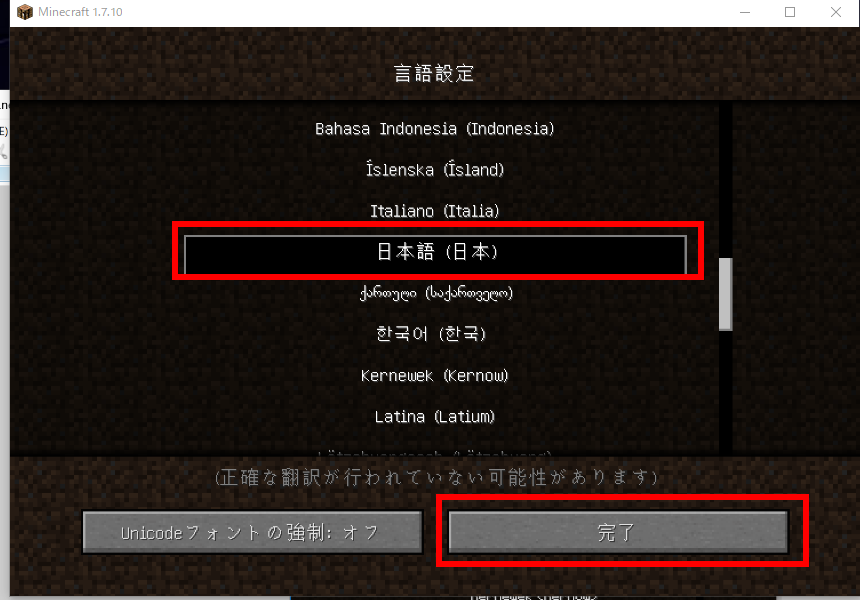 Minecraft 1.7.10
言語設定
Bahasa Indonesia (Indonesia)
Íslenska (Ísland)
Italiano (Italia)
日本語 (日本)
ქართული (საქართველო)
한국어 (한국)
Kernewek (Kernow)
Latina (Latium)
(正確な翻訳が行われていない可能性があります)
Unicodeフォントの強制: オフ
完了